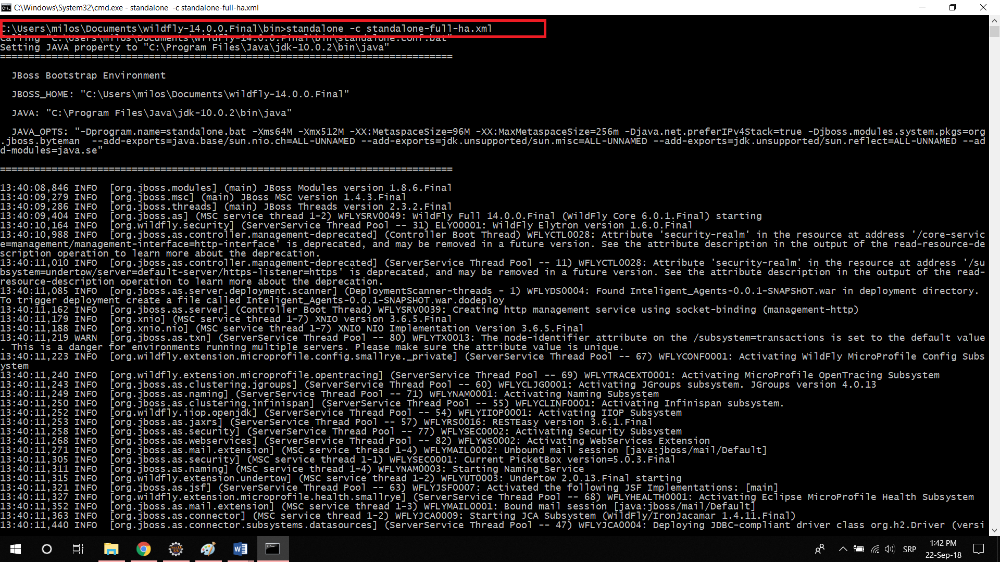 C:\Windows\System32\cmd.exe - standalone  -c standalone-full-ha.xml
C:\Users\milos\Documents\wildfly-14.0.0.Final\bin>standalone -c standalone-full-ha.xml
Calling "C:\Users\milos\Documents\wildfly-14.0.0.Final\bin\standalone.conf.bat"
Setting JAVA property to "C:\Program Files\Java\jdk-10.0.2\bin\java"
===============================================================================
  JBoss Bootstrap Environment
  JBOSS_HOME: "C:\Users\milos\Documents\wildfly-14.0.0.Final"
  JAVA: "C:\Program Files\Java\jdk-10.0.2\bin\java"
  JAVA_OPTS: "-Dprogram.name=standalone.bat -Xms64M -Xmx512M -XX:MetaspaceSize=96M -XX:MaxMetaspaceSize=256m -Djava.net.preferIPv4Stack=true -Djboss.modules.system.pkgs=org
.jboss.byteman  --add-exports=java.base/sun.nio.ch=ALL-UNNAMED --add-exports=jdk.unsupported/sun.misc=ALL-UNNAMED --add-exports=jdk.unsupported/sun.reflect=ALL-UNNAMED --ad
d-modules=java.se"
===============================================================================
13:40:08,846 INFO  [org.jboss.modules] (main) JBoss Modules version 1.8.6.Final
13:40:09,279 INFO  [org.jboss.msc] (main) JBoss MSC version 1.4.3.Final
13:40:09,286 INFO  [org.jboss.threads] (main) JBoss Threads version 2.3.2.Final
13:40:09,404 INFO  [org.jboss.as] (MSC service thread 1-2) WFLYSRV0049: WildFly Full 14.0.0.Final (WildFly Core 6.0.1.Final) starting
13:40:10,164 INFO  [org.wildfly.security] (ServerService Thread Pool -- 31) ELY00001: WildFly Elytron version 1.6.0.Final
13:40:10,988 INFO  [org.jboss.as.controller.management-deprecated] (Controller Boot Thread) WFLYCTL0028: Attribute 'security-realm' in the resource at address '/core-servic
e=management/management-interface=http-interface' is deprecated, and may be removed in a future version. See the attribute description in the output of the read-resource-de
scription operation to learn more about the deprecation.
13:40:11,010 INFO  [org.jboss.as.controller.management-deprecated] (ServerService Thread Pool -- 11) WFLYCTL0028: Attribute 'security-realm' in the resource at address '/su
bsystem=undertow/server=default-server/https-listener=https' is deprecated, and may be removed in a future version. See the attribute description in the output of the read-
resource-description operation to learn more about the deprecation.
13:40:11,085 INFO  [org.jboss.as.server.deployment.scanner] (DeploymentScanner-threads - 1) WFLYDS0004: Found Inteligent_Agents-0.0.1-SNAPSHOT.war in deployment directory.
To trigger deployment create a file called Inteligent_Agents-0.0.1-SNAPSHOT.war.dodeploy
13:40:11,162 INFO  [org.jboss.as.server] (Controller Boot Thread) WFLYSRV0039: Creating http management service using socket-binding (management-http)
13:40:11,179 INFO  [org.xnio] (MSC service thread 1-7) XNIO version 3.6.5.Final
13:40:11,188 INFO  [org.xnio.nio] (MSC service thread 1-7) XNIO NIO Implementation Version 3.6.5.Final
13:40:11,219 WARN  [org.jboss.as.txn] (ServerService Thread Pool -- 80) WFLYTX0013: The node-identifier attribute on the /subsystem=transactions is set to the default value
. This is a danger for environments running multiple servers. Please make sure the attribute value is unique.
13:40:11,223 INFO  [org.wildfly.extension.microprofile.config.smallrye._private] (ServerService Thread Pool -- 67) WFLYCONF0001: Activating WildFly MicroProfile Config Subs
ystem
13:40:11,240 INFO  [org.wildfly.extension.microprofile.opentracing] (ServerService Thread Pool -- 69) WFLYTRACEXT0001: Activating MicroProfile OpenTracing Subsystem
13:40:11,243 INFO  [org.jboss.as.clustering.jgroups] (ServerService Thread Pool -- 60) WFLYCLJG0001: Activating JGroups subsystem. JGroups version 4.0.13
13:40:11,249 INFO  [org.jboss.as.naming] (ServerService Thread Pool -- 71) WFLYNAM0001: Activating Naming Subsystem
13:40:11,250 INFO  [org.jboss.as.clustering.infinispan] (ServerService Thread Pool -- 55) WFLYCLINF0001: Activating Infinispan subsystem.
13:40:11,252 INFO  [org.wildfly.iiop.openjdk] (ServerService Thread Pool -- 54) WFLYIIOP0001: Activating IIOP Subsystem
13:40:11,253 INFO  [org.jboss.as.jaxrs] (ServerService Thread Pool -- 57) WFLYRS0016: RESTEasy version 3.6.1.Final
13:40:11,258 INFO  [org.jboss.as.security] (ServerService Thread Pool -- 77) WFLYSEC0002: Activating Security Subsystem
13:40:11,268 INFO  [org.jboss.as.webservices] (ServerService Thread Pool -- 82) WFLYWS0002: Activating WebServices Extension
13:40:11,271 INFO  [org.jboss.as.mail.extension] (MSC service thread 1-4) WFLYMAIL0002: Unbound mail session [java:jboss/mail/Default]
13:40:11,305 INFO  [org.jboss.as.security] (MSC service thread 1-1) WFLYSEC0001: Current PicketBox version=5.0.3.Final
13:40:11,311 INFO  [org.jboss.as.naming] (MSC service thread 1-4) WFLYNAM0003: Starting Naming Service
13:40:11,315 INFO  [org.wildfly.extension.undertow] (MSC service thread 1-2) WFLYUT0003: Undertow 2.0.13.Final starting
13:40:11,321 INFO  [org.jboss.as.jsf] (ServerService Thread Pool -- 63) WFLYJSF0007: Activated the following JSF Implementations: [main]
13:40:11,327 INFO  [org.wildfly.extension.microprofile.health.smallrye] (ServerService Thread Pool -- 68) WFLYHEALTH0001: Activating Eclipse MicroProfile Health Subsystem
13:40:11,352 INFO  [org.jboss.as.mail.extension] (MSC service thread 1-3) WFLYMAIL0001: Bound mail session [java:jboss/mail/Default]
13:40:11,363 INFO  [org.jboss.as.connector] (MSC service thread 1-2) WFLYJCA0009: Starting JCA Subsystem (WildFly/IronJacamar 1.4.11.Final)
13:40:11,440 INFO  [org.jboss.as.connector.subsystems.datasources] (ServerService Thread Pool -- 47) WFLYJCA0004: Deploying JDBC-compliant driver class org.h2.Driver (versi
SRP
1:42 PM
22-Sep-18